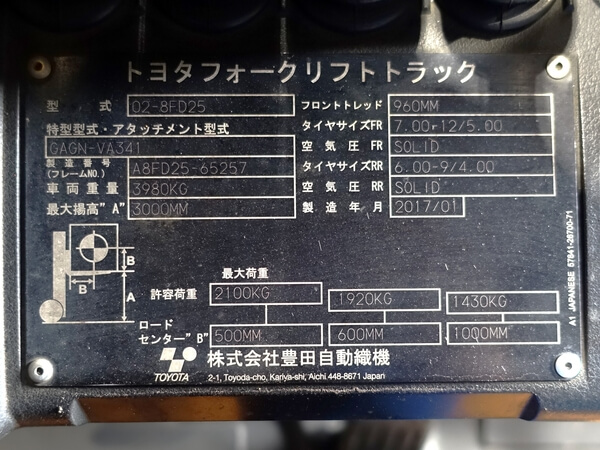 トヨタフォークリフトトラック
型式 02-8FD25 フロントトレッド 960MM
特型型式・アタッチメント型式 タイヤサイズFR 7.00-12/5.00
GAGN-VA341 空気圧 FR SOLID
製造番号(フレームNO.) A8FD25-65257 タイヤサイズRR 6.00-9/4.00
車両重量 3980KG 空気圧 RR SOLID
最大揚高"A" 3000MM 製造年月 2017/01
B
B
A
最大荷重
許容荷重 2100KG 1920KG 1430KG
ロードセンター"B" 500MM 600MM 1000MM
TOYOTA 株式会社豊田自動織機
2-1, Toyoda-cho, Kariya-shi, Aichi 448-8671 Japan
A1 JAPANESE 57841-26700-71